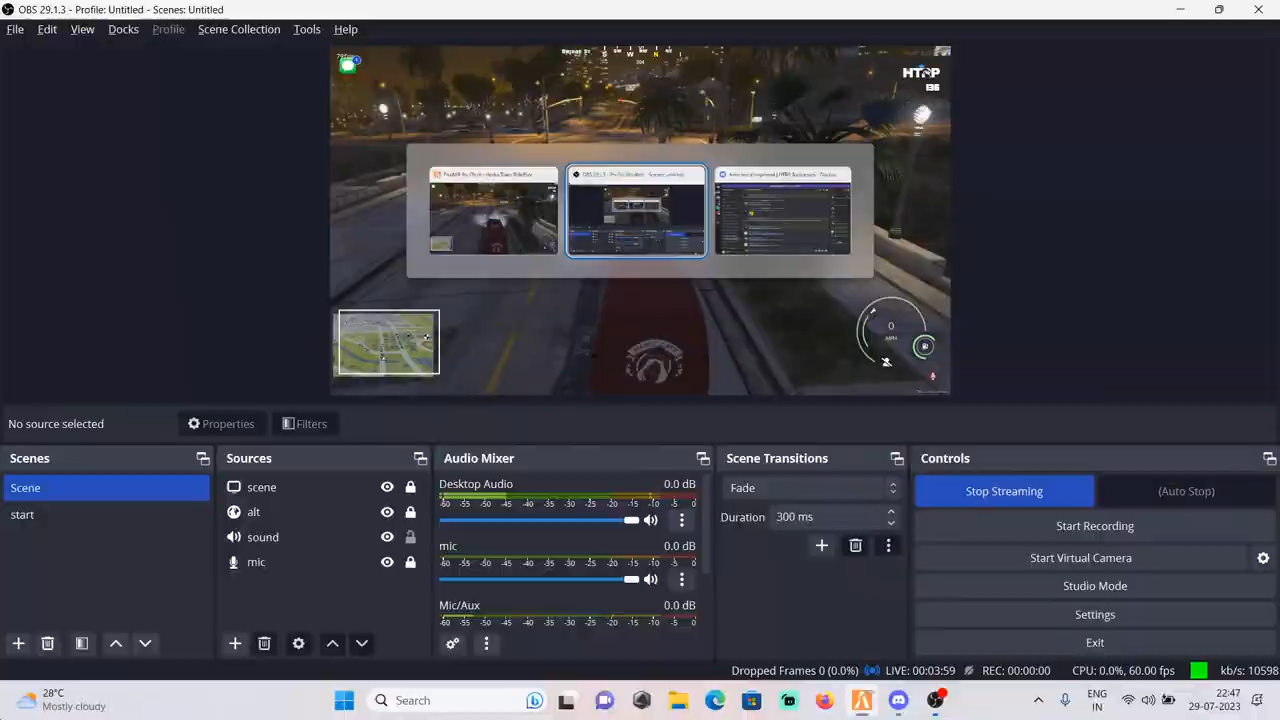 OBS 29.1.3 - Profile: Untitled - Scenes: Untitled
File Edit View Docks Profile Scene Collection Tools Help
HTRP
0
MPH
No source selected
Properties
Filters
Scenes
Scene
start
Sources
scene
alt
sound
mic
Audio Mixer
Desktop Audio 0.0 dB
-60 -55 -50 -45 -40 -35 -30 -25 -20 -15 -10 -5 0
mic 0.0 dB
-60 -55 -50 -45 -40 -35 -30 -25 -20 -15 -10 -5 0
Mic/Aux 0.0 dB
-60 -55 -50 -45 -40 -35 -30 -25 -20 -15 -10 -5 0
Scene Transitions
Fade
Duration 300 ms
Controls
Stop Streaming
(Auto Stop)
Start Recording
Start Virtual Camera
Studio Mode
Settings
Exit
Dropped Frames 0 (0.0%) LIVE: 00:03:59 REC: 00:00:00 CPU: 0.0%, 60.00 fps kb/s: 10598
28°C
Mostly cloudy
Search
ENG
IN
22:47
29-07-2023